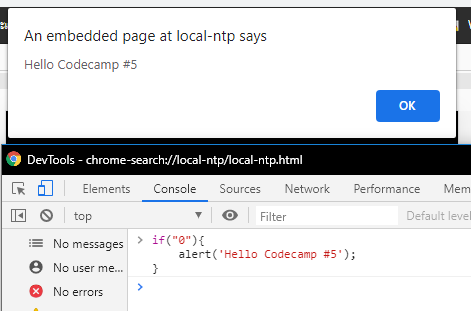 An embedded page at local-ntp says
Hello Codecamp #5
OK
DevTools - chrome-search://local-ntp/local-ntp.html
Elements Console Sources Network Performance Mem
top Filter Default level
No messages
No user me...
No errors
> if("0"){
alert('Hello Codecamp #5');
}
>